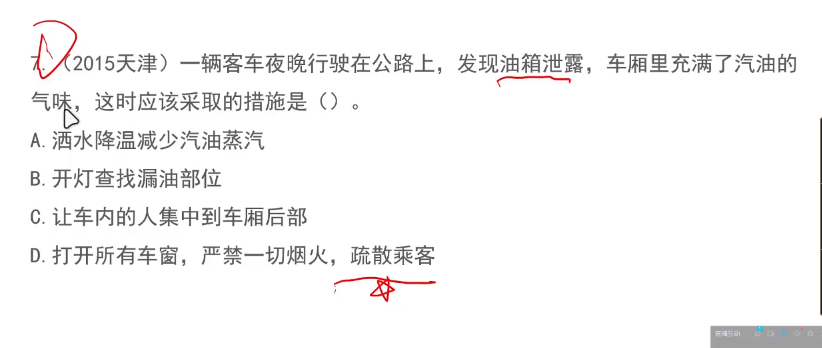 D
7.（2015天津）一辆客车夜晚行驶在公路上，发现油箱泄露，车厢里充满了汽油的
气味，这时应该采取的措施是（）。
A.洒水降温减少汽油蒸汽
B.开灯查找漏油部位
C.让车内的人集中到车厢后部
D.打开所有车窗，严禁一切烟火，疏散乘客